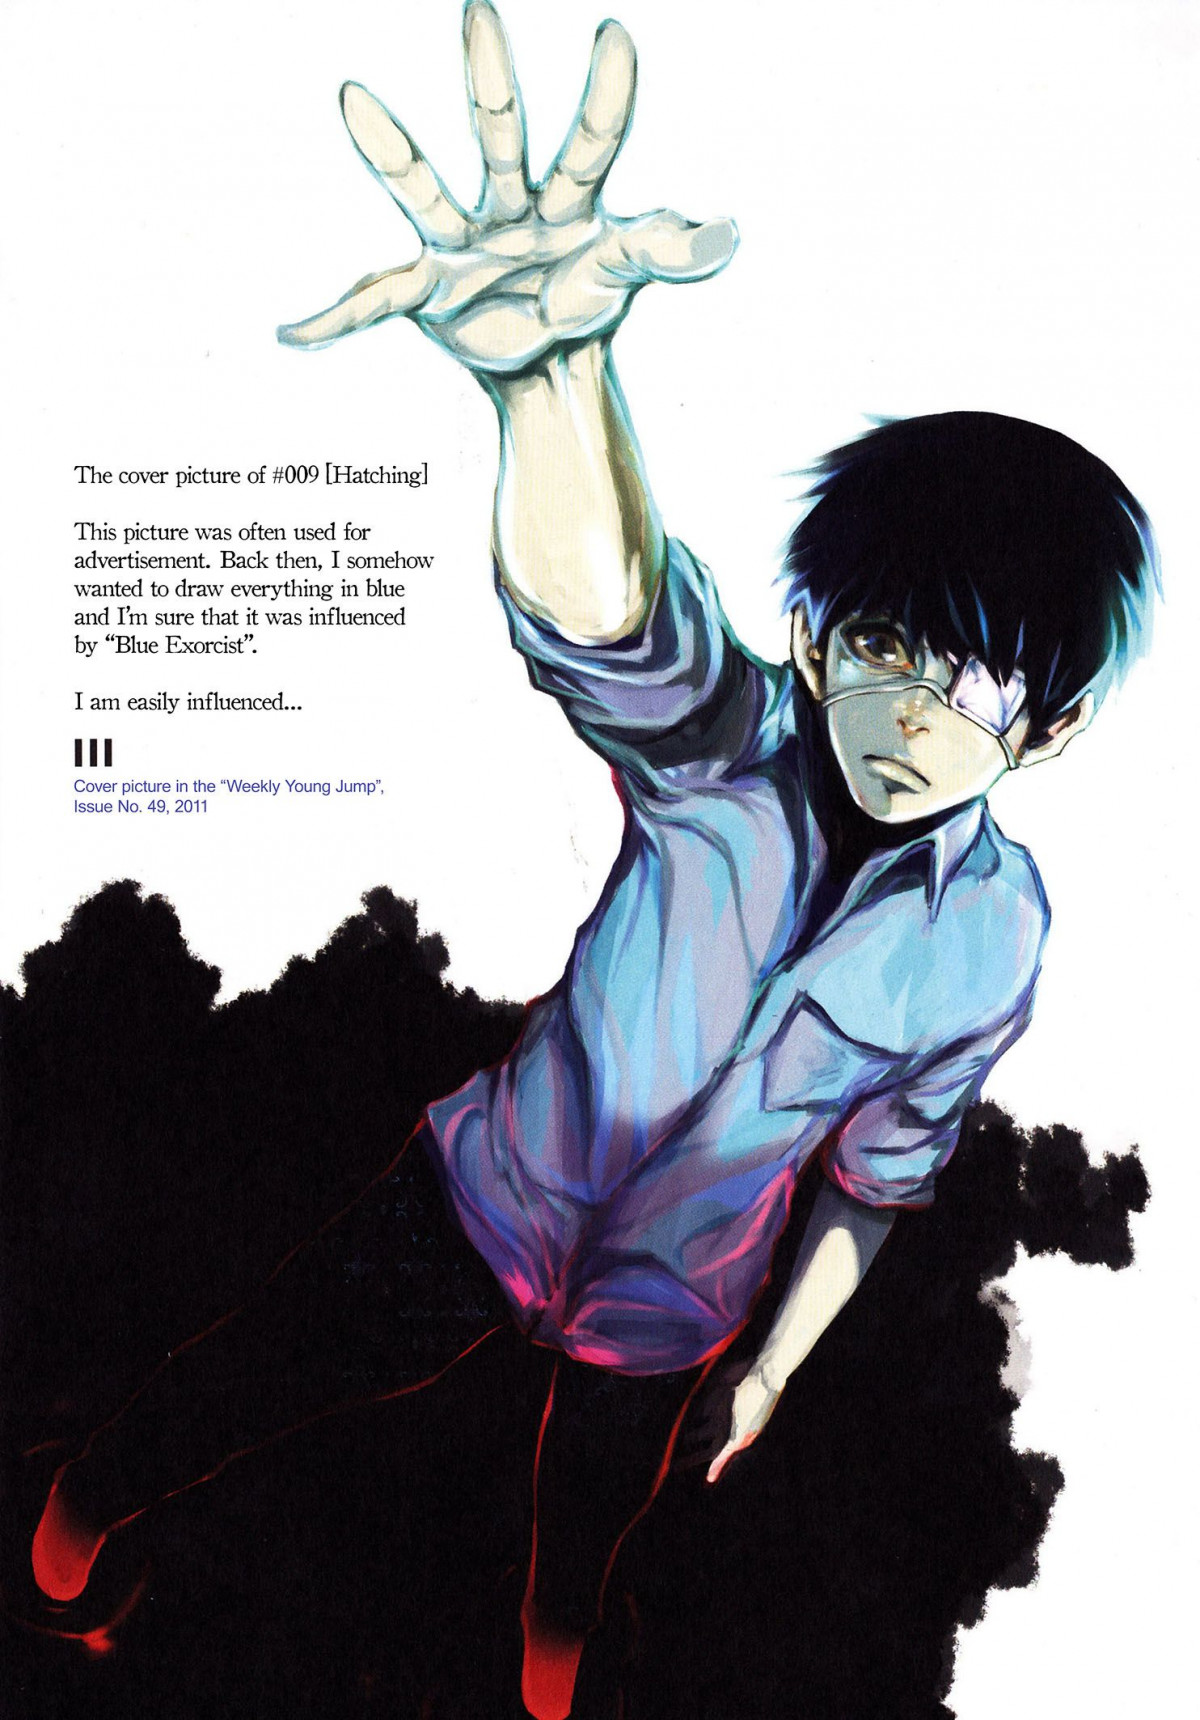 The cover picture of #009 [Hatching]
This picture was often used for
advertisement. Back then, I somehow
wanted to draw everything in blue
and I'm sure that it was influenced
by “Blue Exorcist”.
I am easily influenced...
Cover picture in the “Weekly Young Jump”,
Issue No. 49, 2011